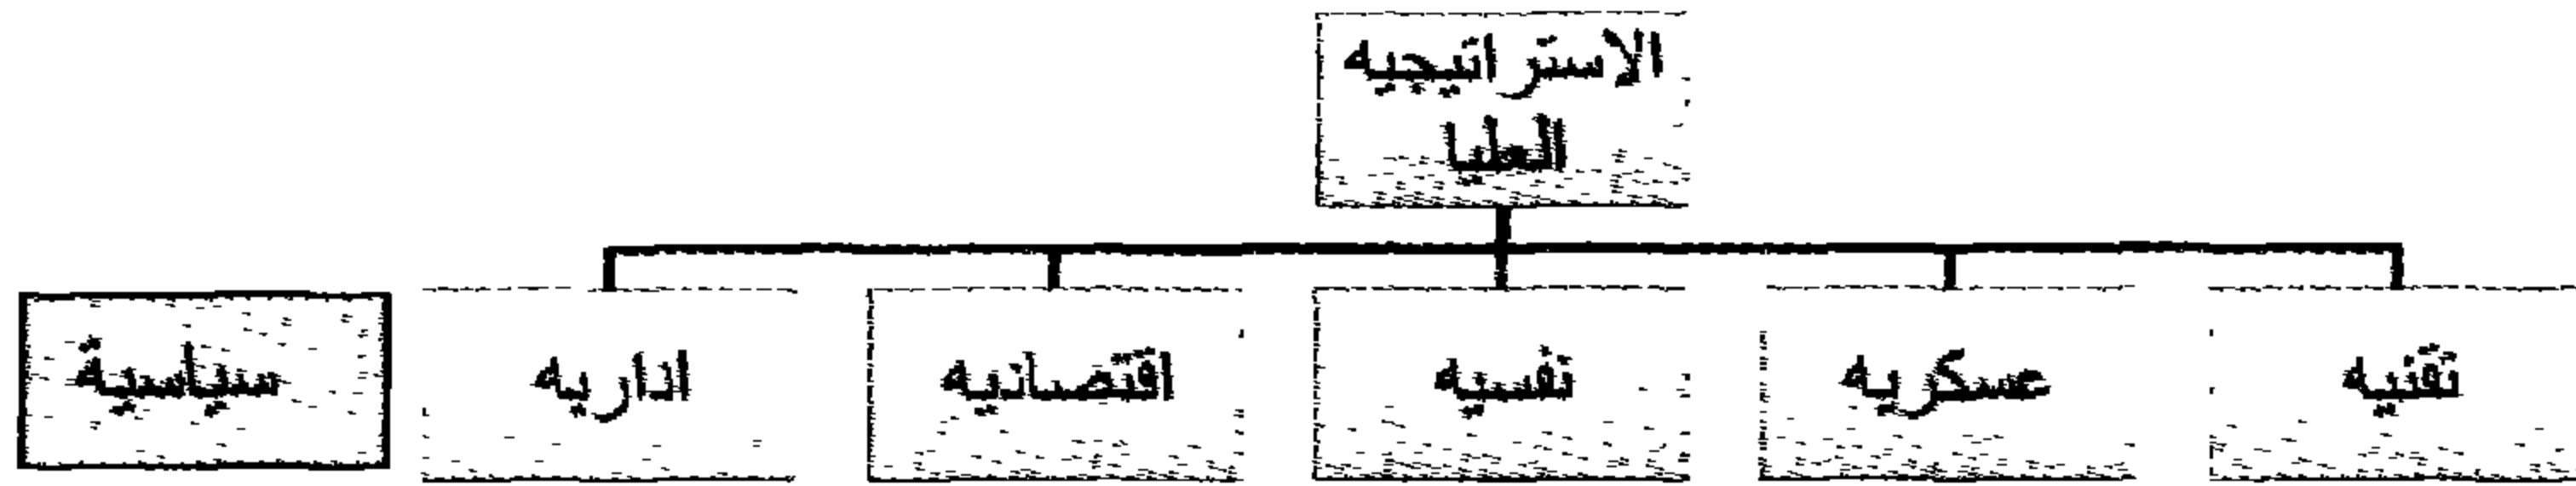 الاستراتيجيه
العليا
تقنيه
عسكريه
نفسيه
اقتصاديه
اداريه
سياسية